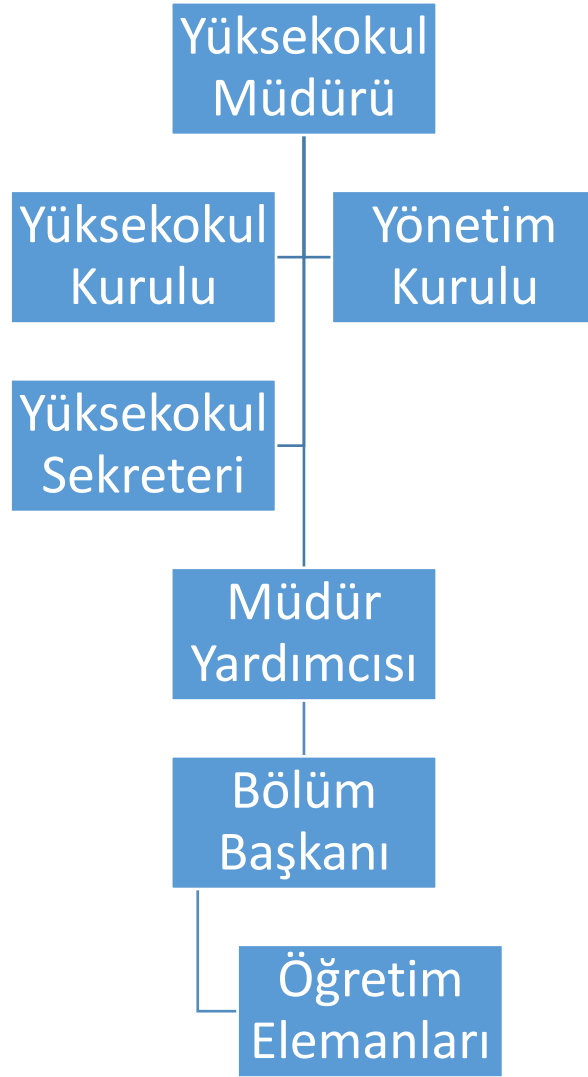 Yüksekokul
Müdürü
Yüksekokul
Kurulu
Yönetim
Kurulu
Yüksekokul
Sekreteri
Müdür
Yardımcısı
Bölüm
Başkanı
Öğretim
Elemanları